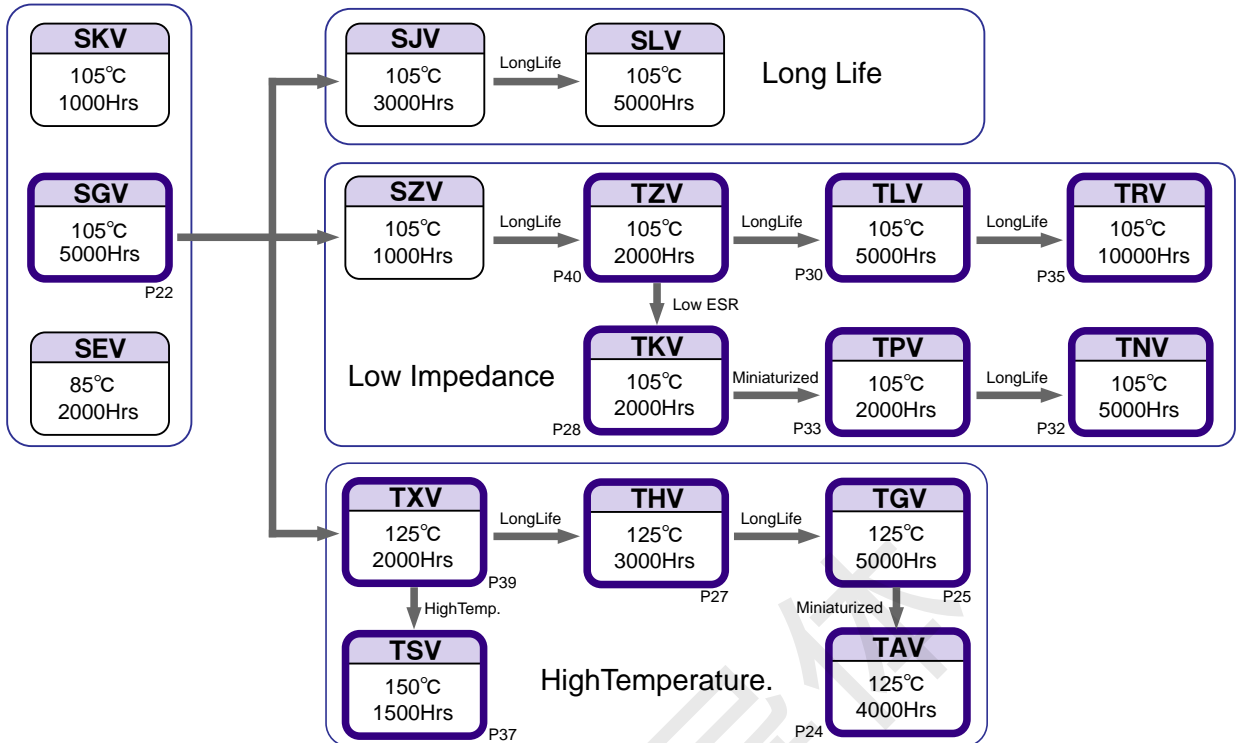 SKV
105°C
1000Hrs
SGV
105°C
5000Hrs
P22
SEV
85°C
2000Hrs
SJV
105°C
3000Hrs
LongLife
SLV
105°C
5000Hrs
Long Life
SZV
105°C
1000Hrs
LongLife
TZV
105°C
2000Hrs
P40
LongLife
TLV
105°C
5000Hrs
P30
LongLife
TRV
105°C
10000Hrs
P35
Low ESR
Low Impedance
TKV
105°C
2000Hrs
P28
Miniaturized
TPV
105°C
2000Hrs
P33
LongLife
TNV
105°C
5000Hrs
P32
TXV
125°C
2000Hrs
P39
LongLife
THV
125°C
3000Hrs
P27
LongLife
TGV
125°C
5000Hrs
P25
HighTemp.
Miniaturized
TSV
150°C
1500Hrs
P37
HighTemperature.
TAV
125°C
4000Hrs
P24